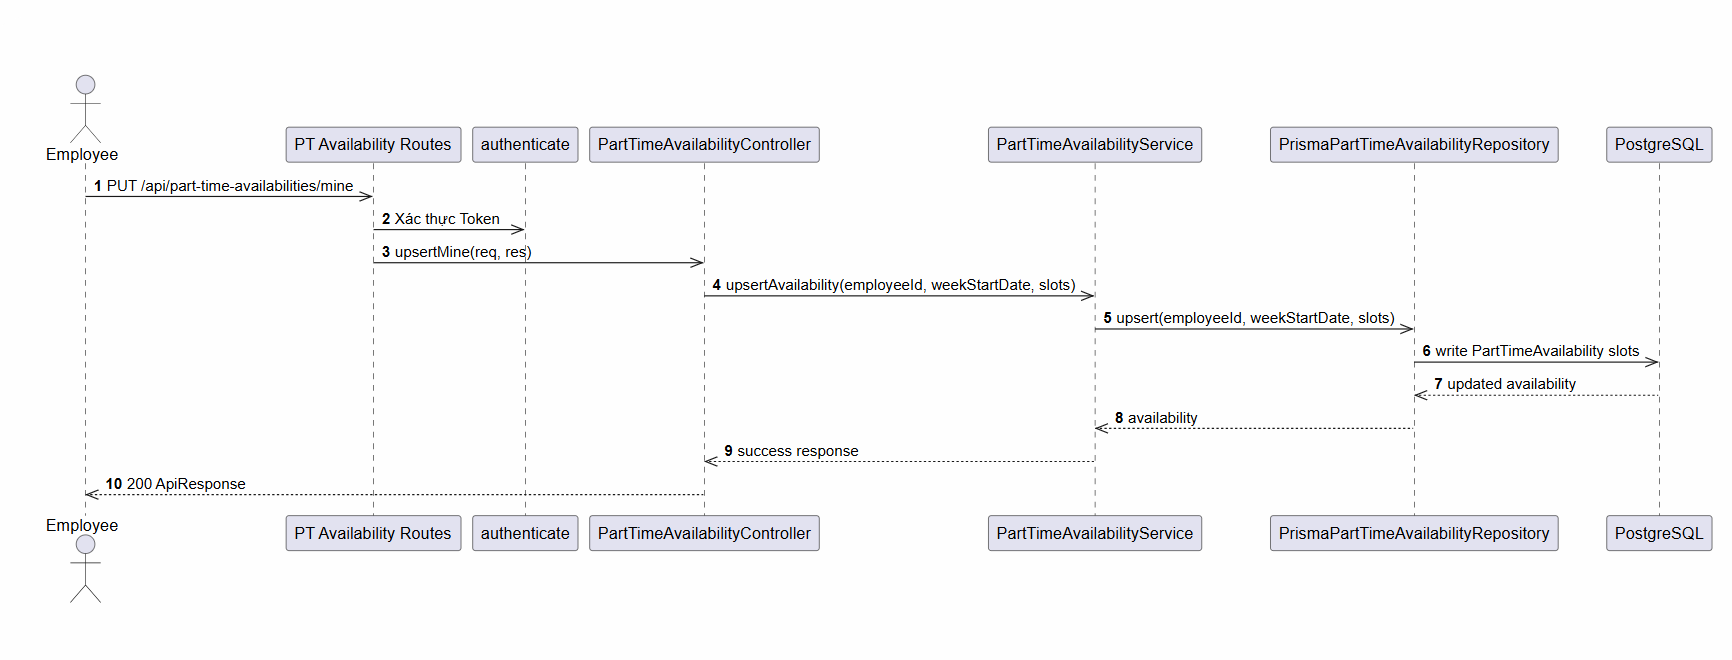 Employee
PT Availability Routes
authenticate
PartTimeAvailabilityController
PartTimeAvailabilityService
PrismaPartTimeAvailabilityRepository
PostgreSQL
1 PUT /api/part-time-availabilities/mine
2 Xác thực Token
3 upsertMine(req, res)
4 upsertAvailability(employeeId, weekStartDate, slots)
5 upsert(employeeId, weekStartDate, slots)
6 write PartTimeAvailability slots
7 updated availability
8 availability
9 success response
10 200 ApiResponse
Employee
PT Availability Routes
authenticate
PartTimeAvailabilityController
PartTimeAvailabilityService
PrismaPartTimeAvailabilityRepository
PostgreSQL